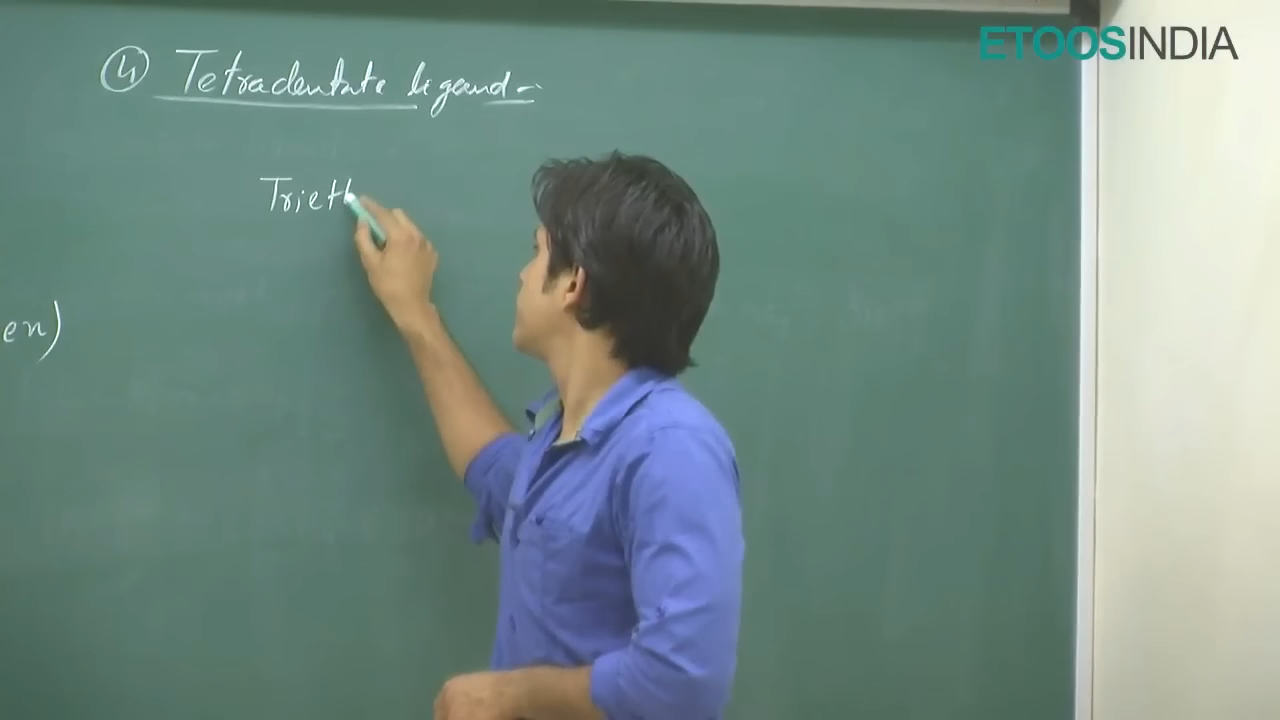 ETOOSINDIA
④ Tetradentate ligand -
Trieth
en)